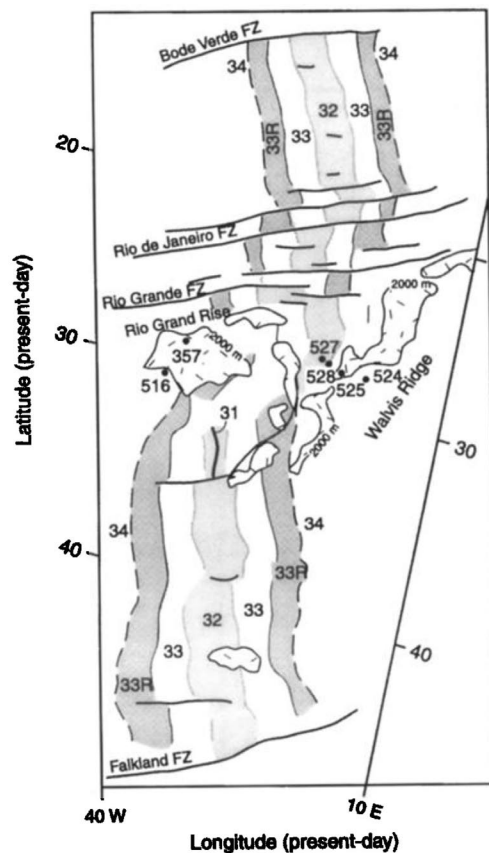 Bode Verde FZ
34
34
32
33
33
33R
33R
20
Rio de Janeiro FZ
Rio Grande FZ
2000 m
Rio Grand Rise
2000 m
30
357
527
516
528
525
524
Walvis Ridge
31
2000 m
30
34
34
40
33R
32
33
33
40
33R
Falkland FZ
40 W
10 E
Latitude (present-day)
Longitude (present-day)